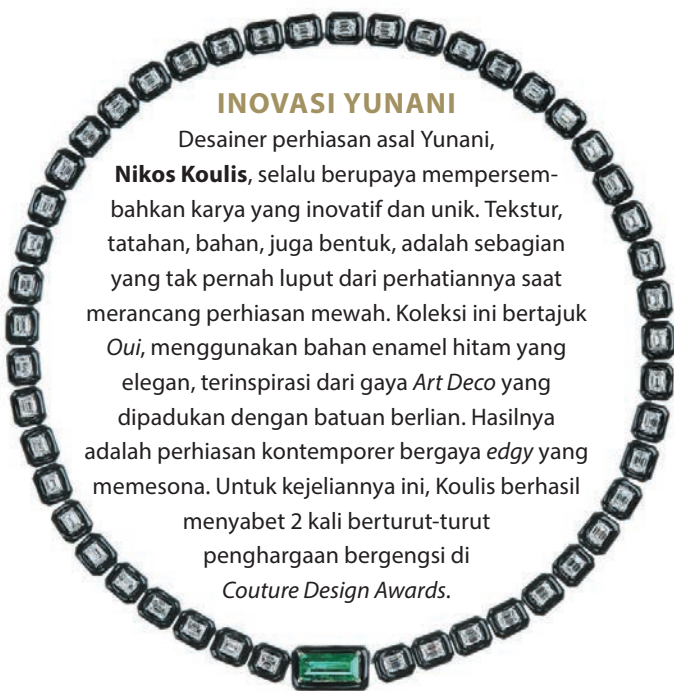 INOVASI YUNANI
Desainer perhiasan asal Yunani,
Nikos Koulis, selalu berupaya mempersem-
bahkan karya yang inovatif dan unik. Tekstur,
tatahan, bahan, juga bentuk, adalah sebagian
yang tak pernah luput dari perhatiannya saat
merancang perhiasan mewah. Koleksi ini bertajuk
Oui, menggunakan bahan enamel hitam yang
elegan, terinspirasi dari gaya Art Deco yang
dipadukan dengan batuan berlian. Hasilnya
adalah perhiasan kontemporer bergaya edgy yang
memesona. Untuk kejeliannya ini, Koulis berhasil
menyabet 2 kali berturut-turut
penghargaan bergengsi di
Couture Design Awards.